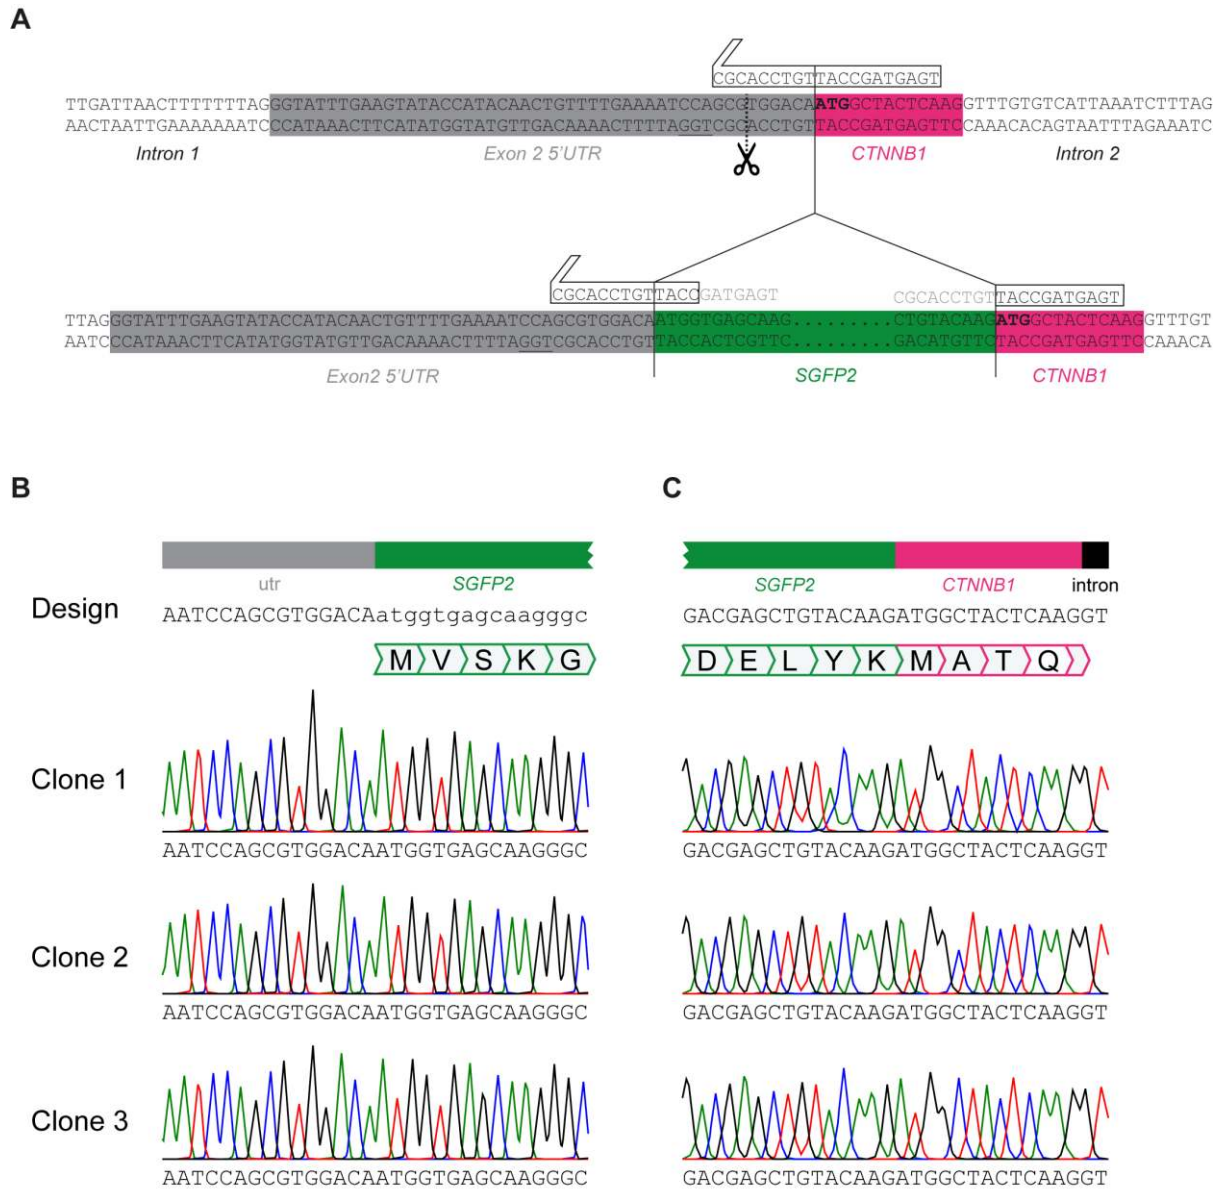 A
CGCACCTGTTACCGATGAGT
TTGATTAACTTTTTTTAGGGTATTTGAAGTATACCATACAACTGTTTTGAAAATCCAGCGTGGACAATGGCTACTCAAGGTTTGTGTCATTAAATCTTTAG
AACTAATTGAAAAAAATCCCATAAACTTCATATGGTATGTTGACAAAACTTTTAGGTCGCACCTGTTACCGATGAGTTCCAAACACAGTAATTTAGAAATC
Intron 1 Exon 2 5'UTR CTNNB1 Intron 2
CGCACCTGTTACCGATGAGT CGCACCTGTTACCGATGAGT
TTAGGGTATTTGAAGTATACCATACAACTGTTTTGAAAATCCAGCGTGGACAATGGTGAGCAAG.........CTGTACAAGATGGCTACTCAAGGTTTGT
AATCCCATAAACTTCATATGGTATGTTGACAAAACTTTTAGGTCGCACCTGTTACCACTCGTTC.........GACATGTTCTACCGATGAGTTCCAAACA
Exon2 5'UTR SGFP2 CTNNB1
B C
utr SGFP2 SGFP2 CTNNB1 intron
Design AATCCAGCGTGGACAatggtgagcaagggc GACGAGCTGTACAAGATGGCTACTCAAGGT
M V S K G D E L Y K M A T Q
Clone 1
AATCCAGCGTGGACAATGGTGAGCAAGGGC GACGAGCTGTACAAGATGGCTACTCAAGGT
Clone 2
AATCCAGCGTGGACAATGGTGAGCAAGGGC GACGAGCTGTACAAGATGGCTACTCAAGGT
Clone 3
AATCCAGCGTGGACAATGGTGAGCAAGGGC GACGAGCTGTACAAGATGGCTACTCAAGGT